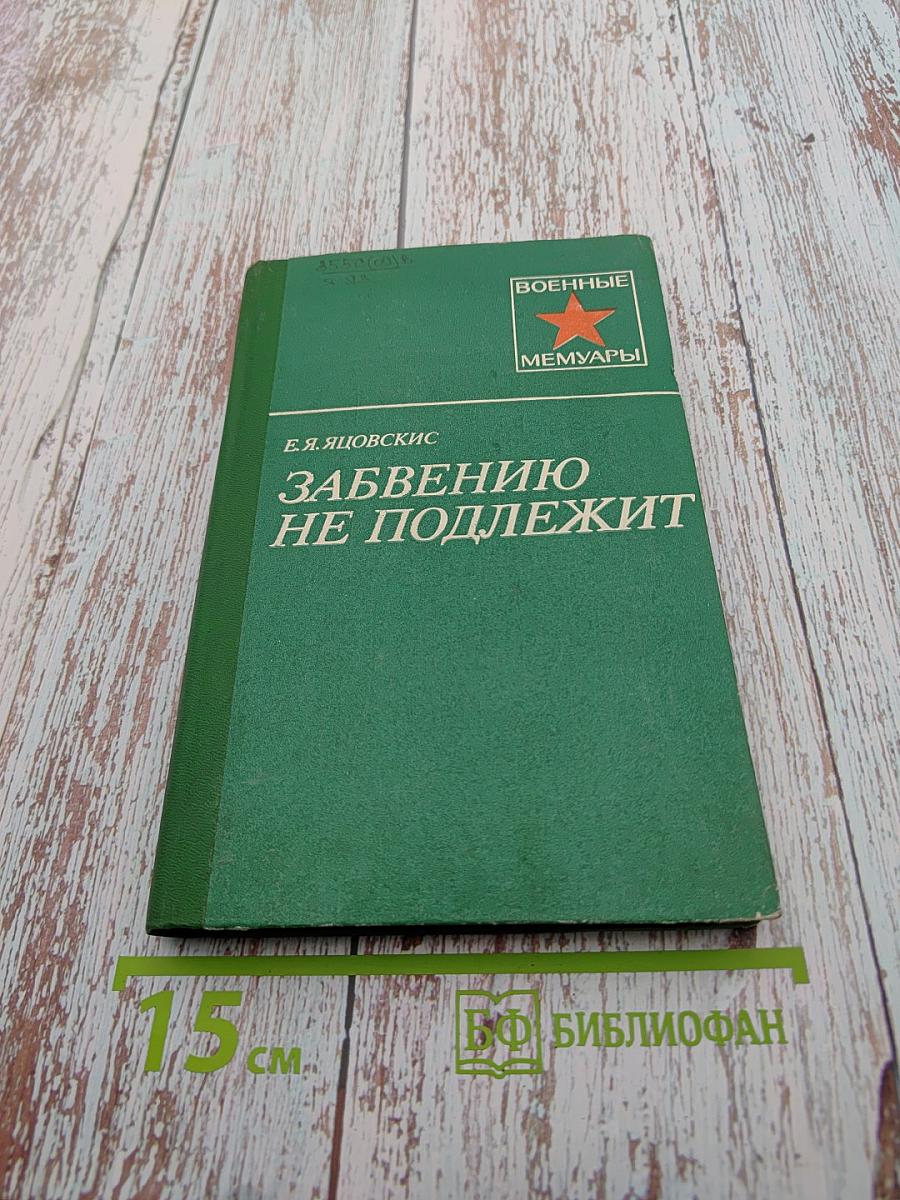 ВОЕННЫЕ
МЕМУАРЫ
Е. Я. ЯЦОВСКИС
ЗАБВЕНИЮ
НЕ ПОДЛЕЖИТ
15 см
БФ БИБЛИОФАН